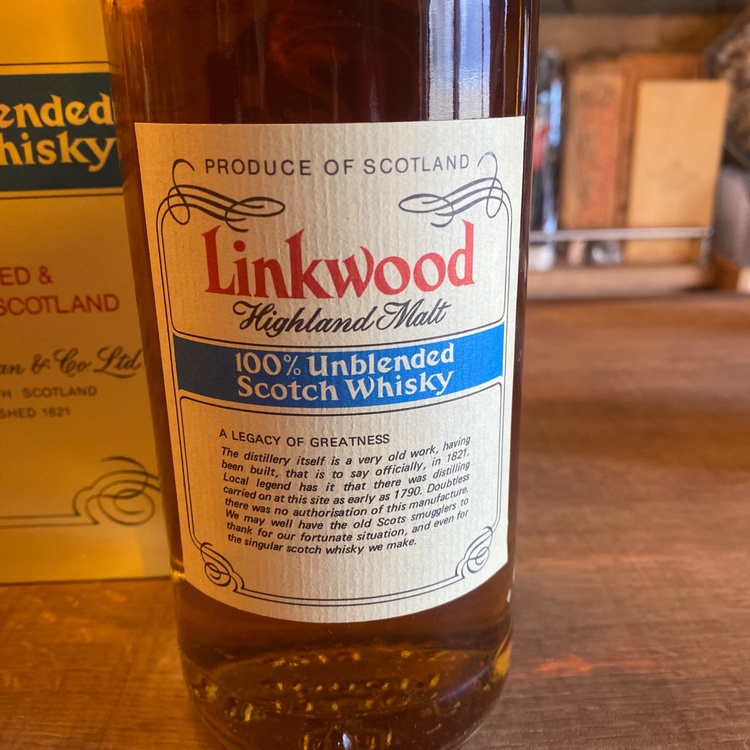 PRODUCE OF SCOTLAND
Linkwood
Highland Malt
100% Unblended
Scotch Whisky
A LEGACY OF GREATNESS
The distillery itself is a very old work, having
been built, that is to say officially, in 1821.
Local legend has it that there was distilling
carried on at this site as early as 1790. Doubtless
there was no authorisation of this manufacture.
We may well have the old Scots smugglers to
thank for our fortunate situation, and even for
the singular scotch whisky we make.
ended
hisky
ED &
SCOTLAND
an & Co Ltd
TH SCOTLAND
SHED 1821